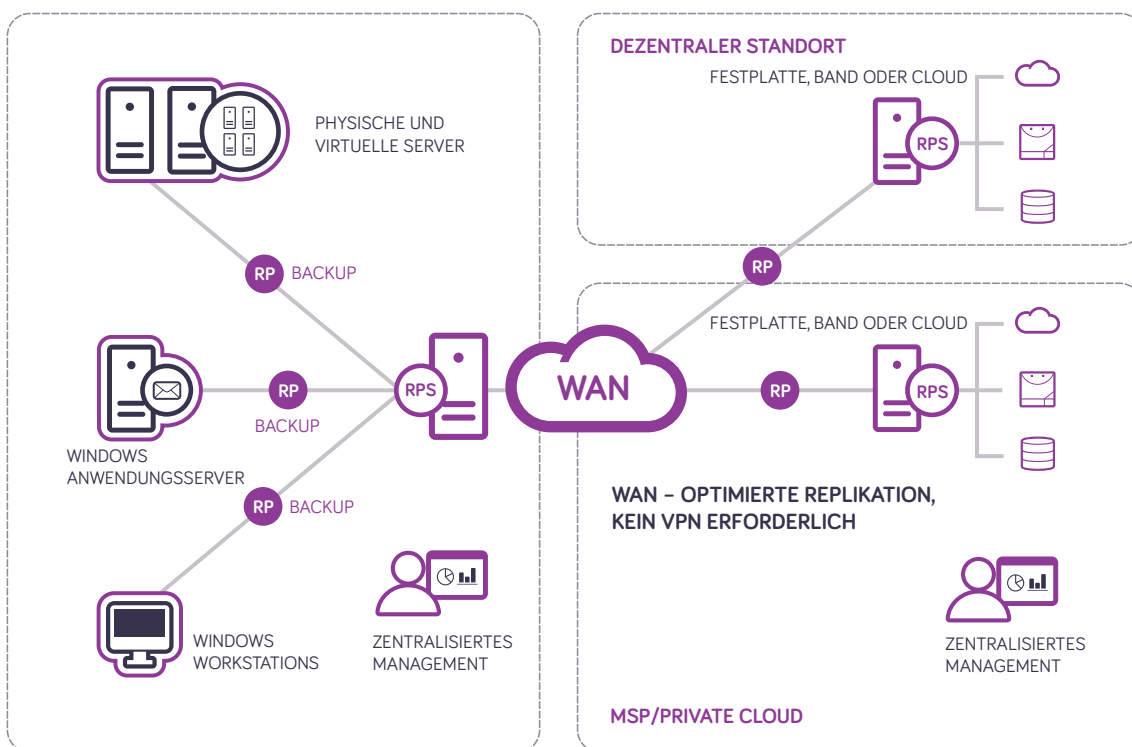 PHYSISCHE UND
VIRTUELLE SERVER
RP BACKUP
RP
BACKUP
WINDOWS
ANWENDUNGSSERVER
RP BACKUP
WINDOWS
WORKSTATIONS
ZENTRALISIERTES
MANAGEMENT
RPS
WAN
DEZENTRALER STANDORT
FESTPLATTE, BAND ODER CLOUD
RPS
RP
FESTPLATTE, BAND ODER CLOUD
RP
RPS
WAN – OPTIMIERTE REPLIKATION,
KEIN VPN ERFORDERLICH
ZENTRALISIERTES
MANAGEMENT
MSP/PRIVATE CLOUD